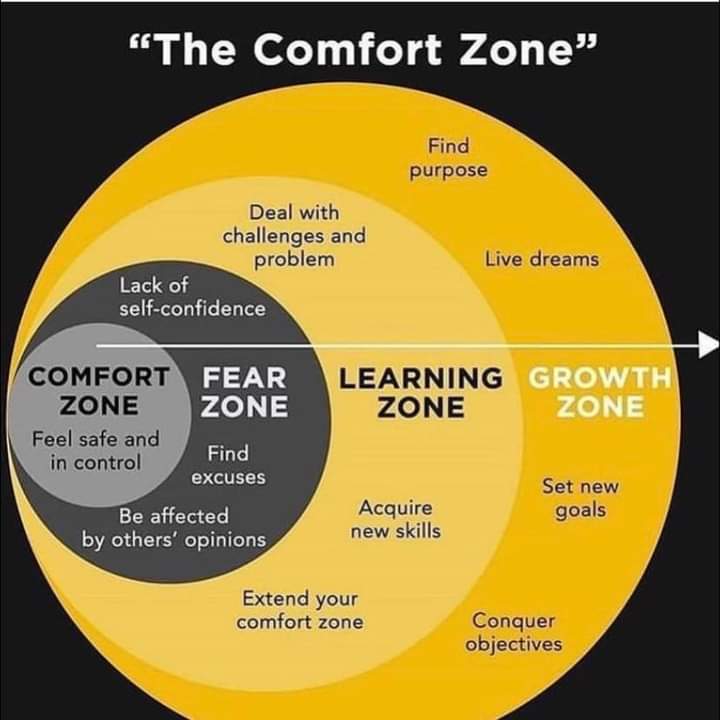 “The Comfort Zone”
Find
purpose
Deal with
challenges and
problem
Live dreams
Lack of
self-confidence
COMFORT
ZONE
Feel safe and
in control
FEAR
ZONE
Find
excuses
Be affected
by others’ opinions
LEARNING
ZONE
Acquire
new skills
Extend your
comfort zone
GROWTH
ZONE
Set new
goals
Conquer
objectives